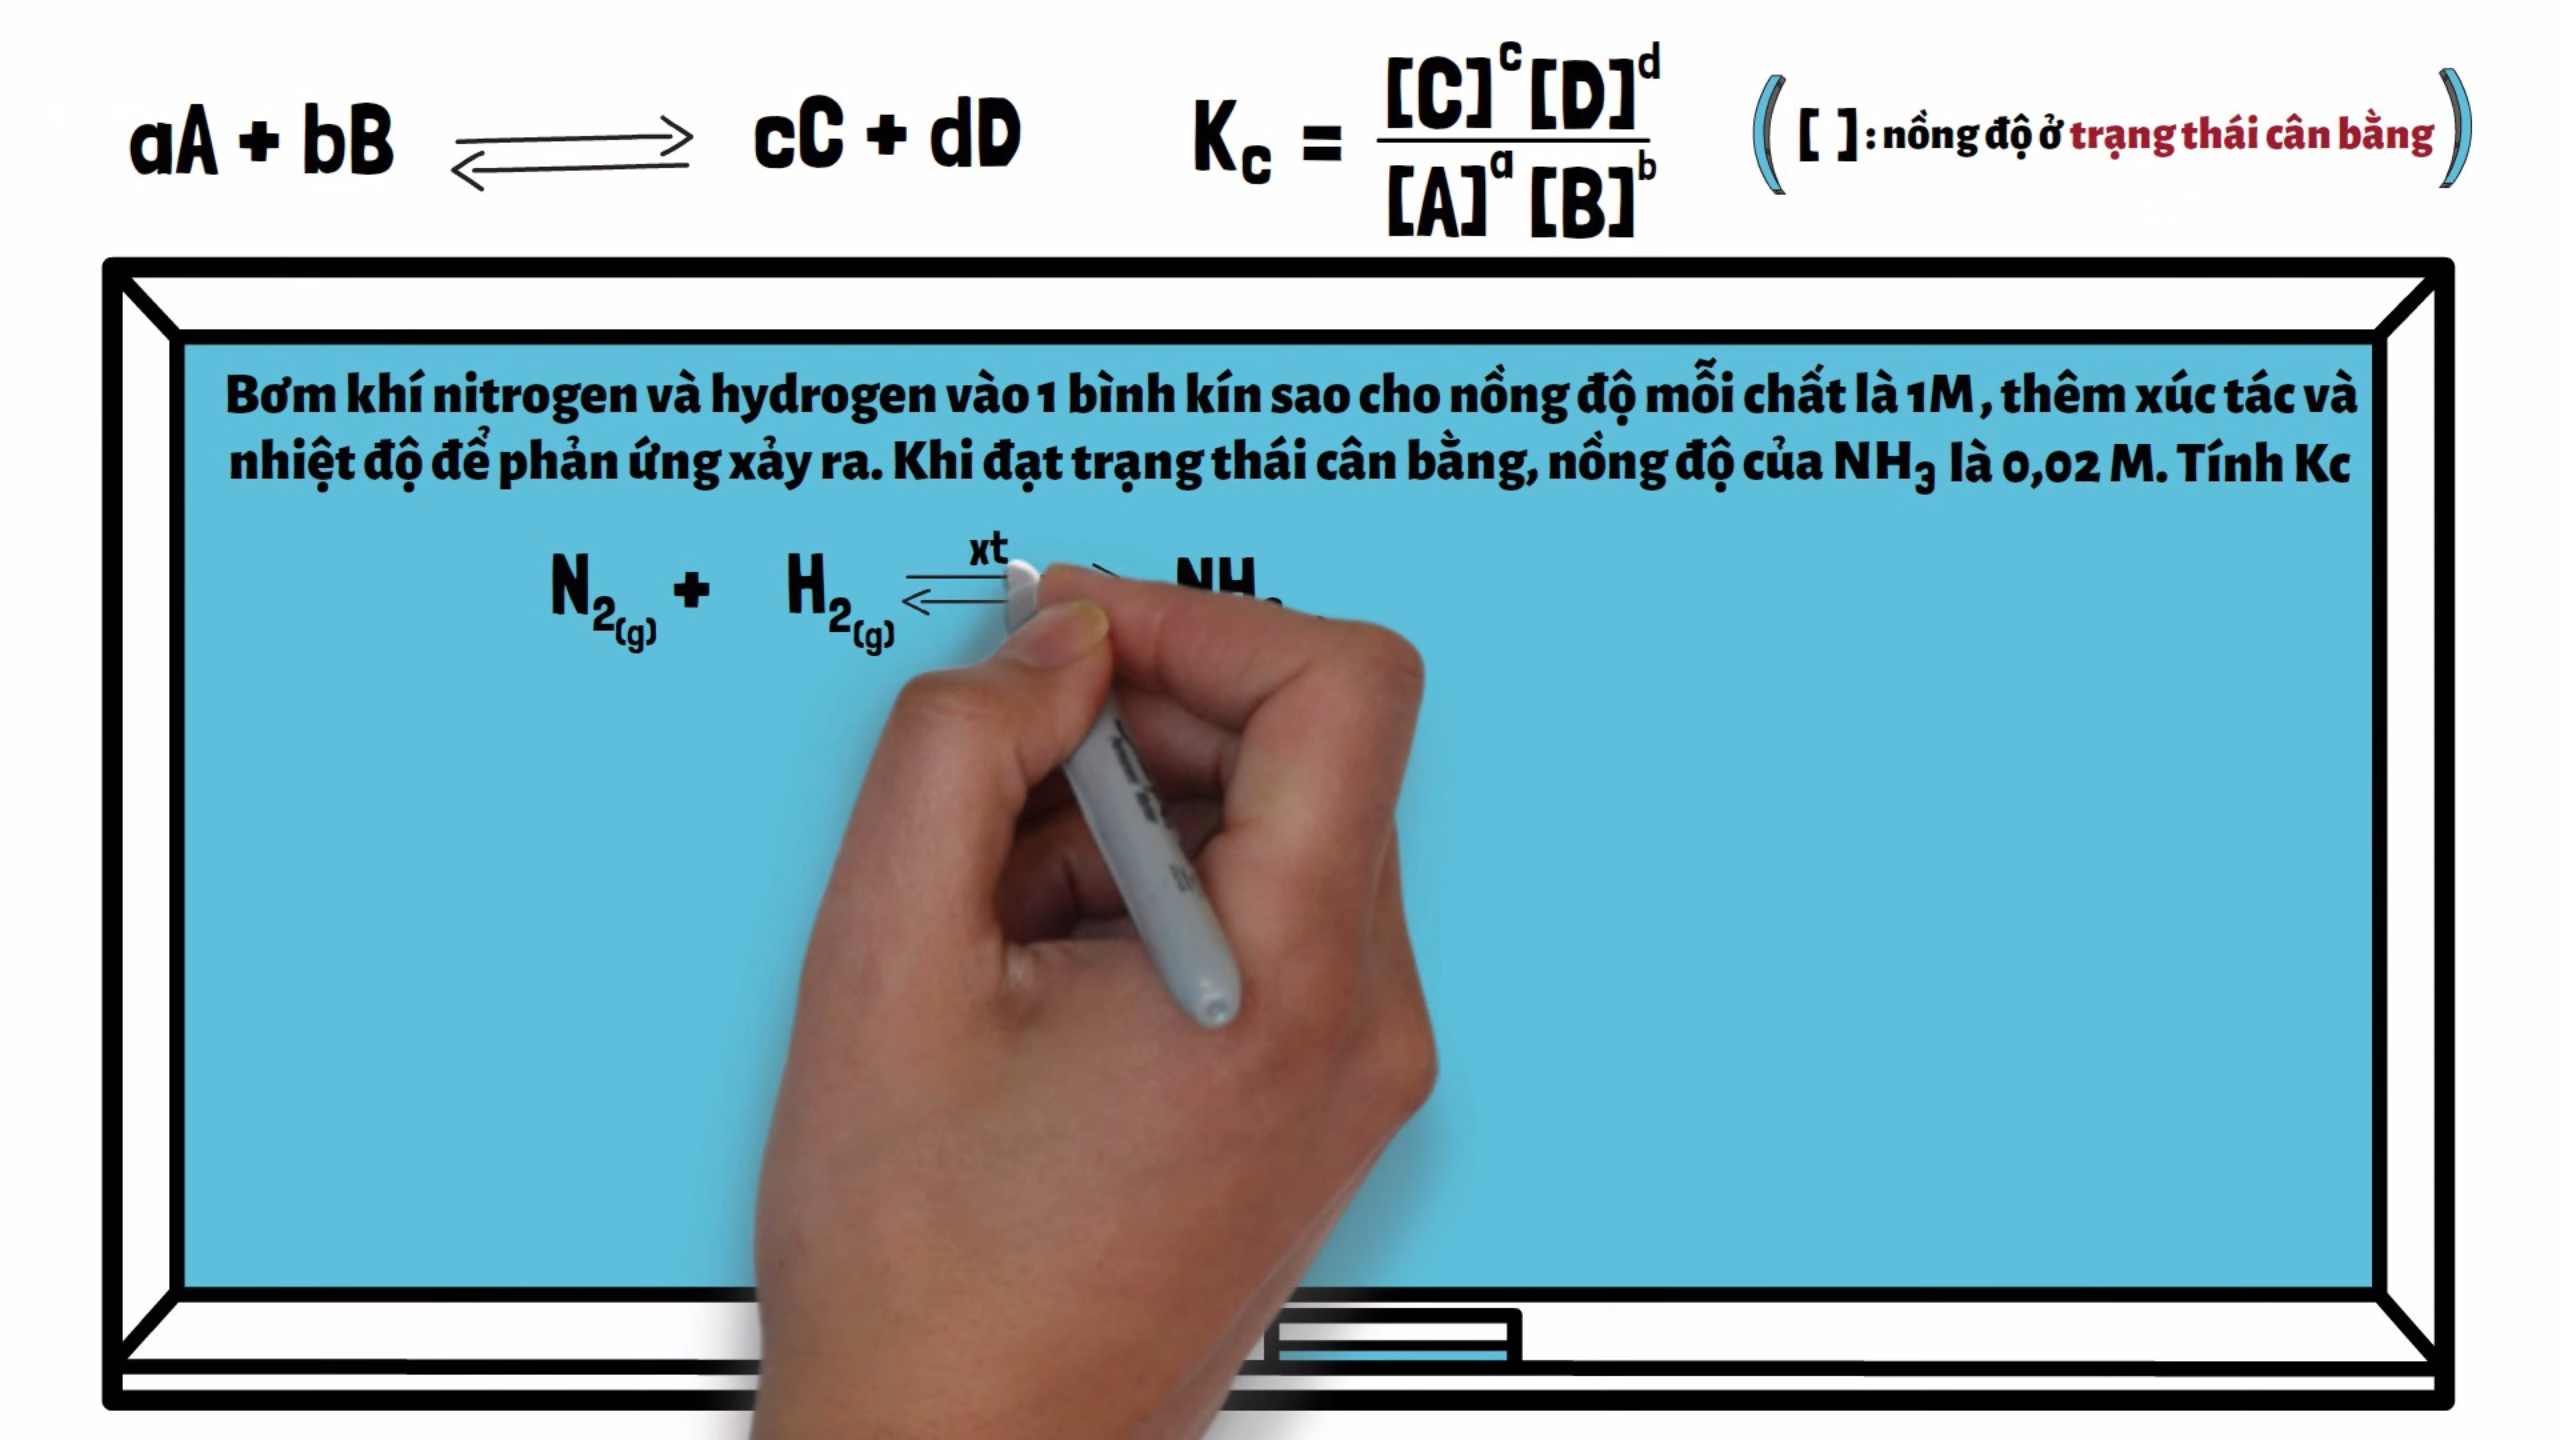 aA + bB ⇌ cC + dD
K_C = [C]^c [D]^d / [A]^a [B]^b
( [ ] : nồng độ ở trạng thái cân bằng )
Bơm khí nitrogen và hydrogen vào 1 bình kín sao cho nồng độ mỗi chất là 1M, thêm xúc tác và
nhiệt độ để phản ứng xảy ra. Khi đạt trạng thái cân bằng, nồng độ của NH₃ là 0,02 M. Tính Kc
xt
N₂(g) + H₂(g) ⇌ NH